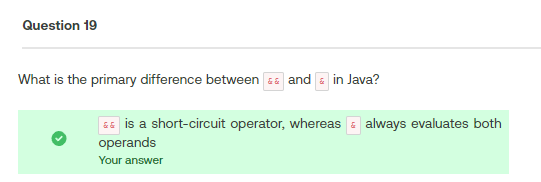 Question 19
What is the primary difference between && and & in Java?
&& is a short-circuit operator, whereas & always evaluates both
operands
Your answer